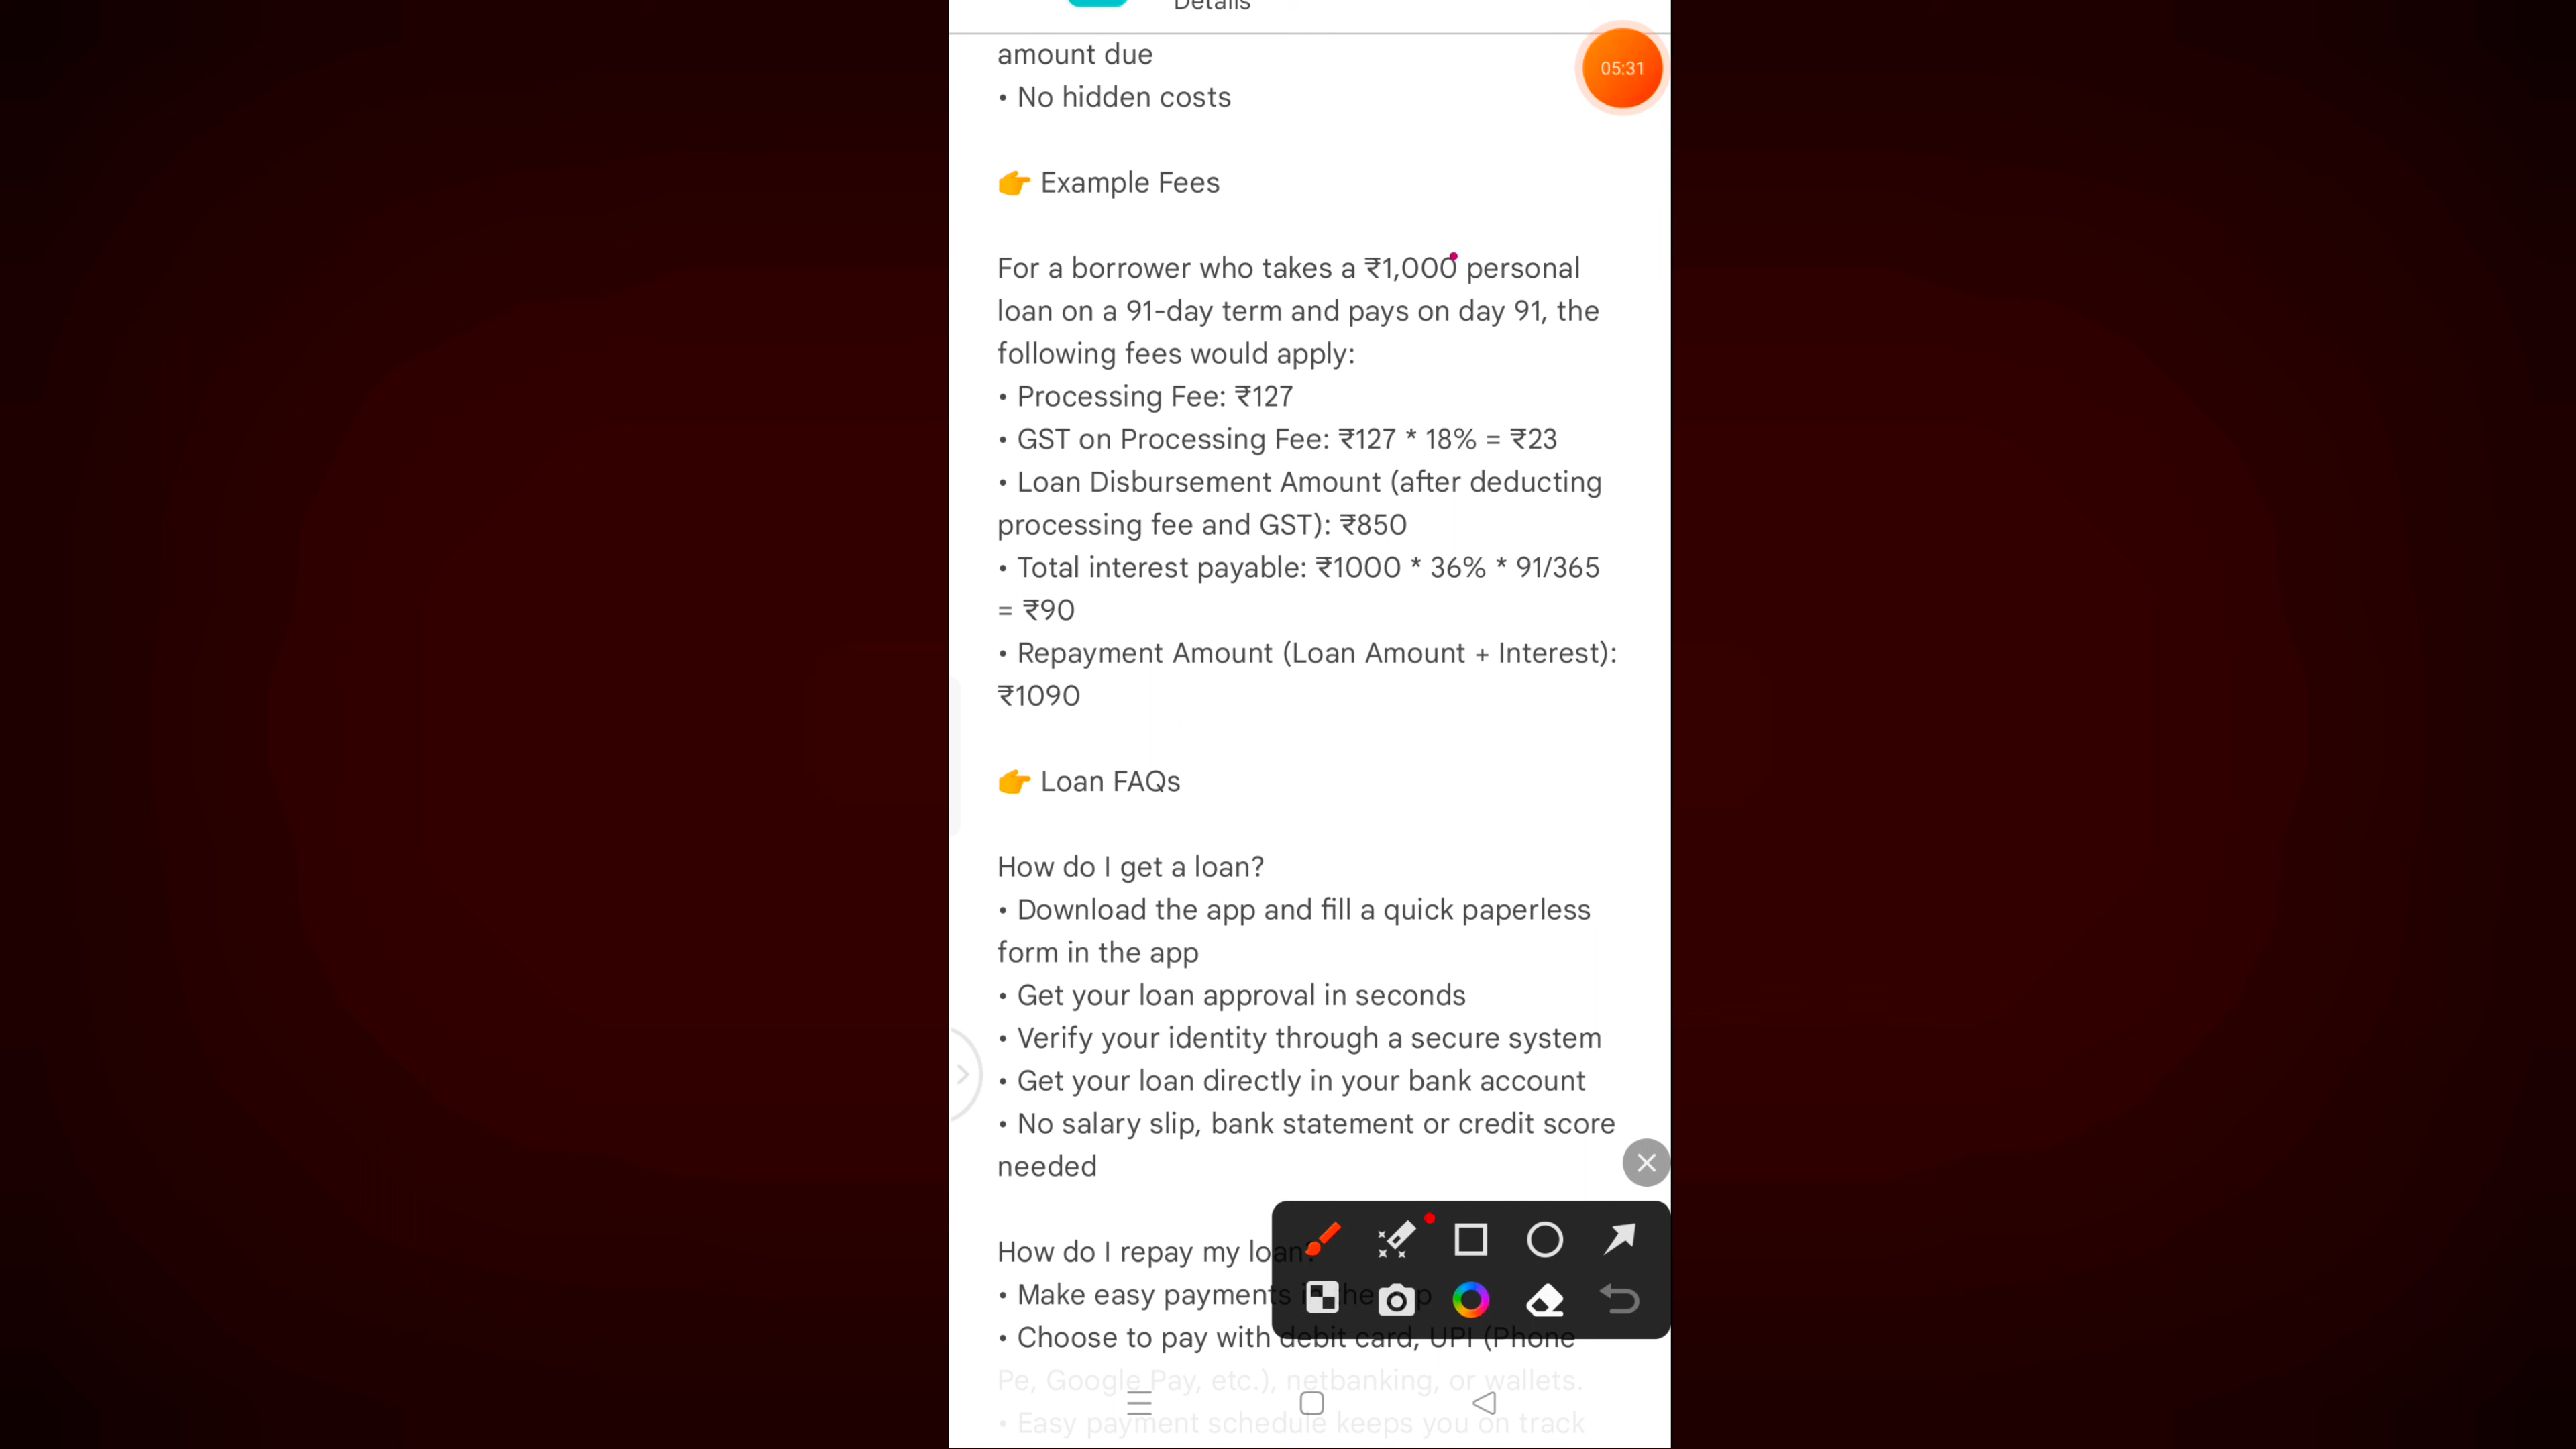 Details
amount due
• No hidden costs
05:31
👉 Example Fees
For a borrower who takes a ₹1,000 personal
loan on a 91-day term and pays on day 91, the
following fees would apply:
• Processing Fee: ₹127
• GST on Processing Fee: ₹127 * 18% = ₹23
• Loan Disbursement Amount (after deducting
processing fee and GST): ₹850
• Total interest payable: ₹1000 * 36% * 91/365
= ₹90
• Repayment Amount (Loan Amount + Interest):
₹1090
👉 Loan FAQs
How do I get a loan?
• Download the app and fill a quick paperless
form in the app
• Get your loan approval in seconds
• Verify your identity through a secure system
• Get your loan directly in your bank account
• No salary slip, bank statement or credit score
needed
How do I repay my loan?
• Make easy payments in the app
• Choose to pay with debit card, UPI (Phone
Pe, Google Pay, etc.), netbanking, or wallets.
• Easy payment schedule keeps you on track